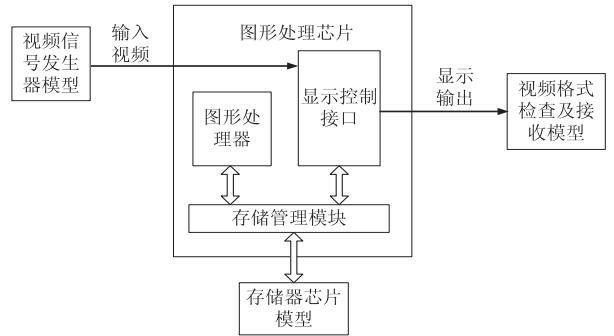 视频信
号发生
器模型
输入
视频
图形处理芯片
显示控制
接口
图形处
理器
存储管理模块
显示
输出
视频格式
检查及接
收模型
存储器芯片
模型